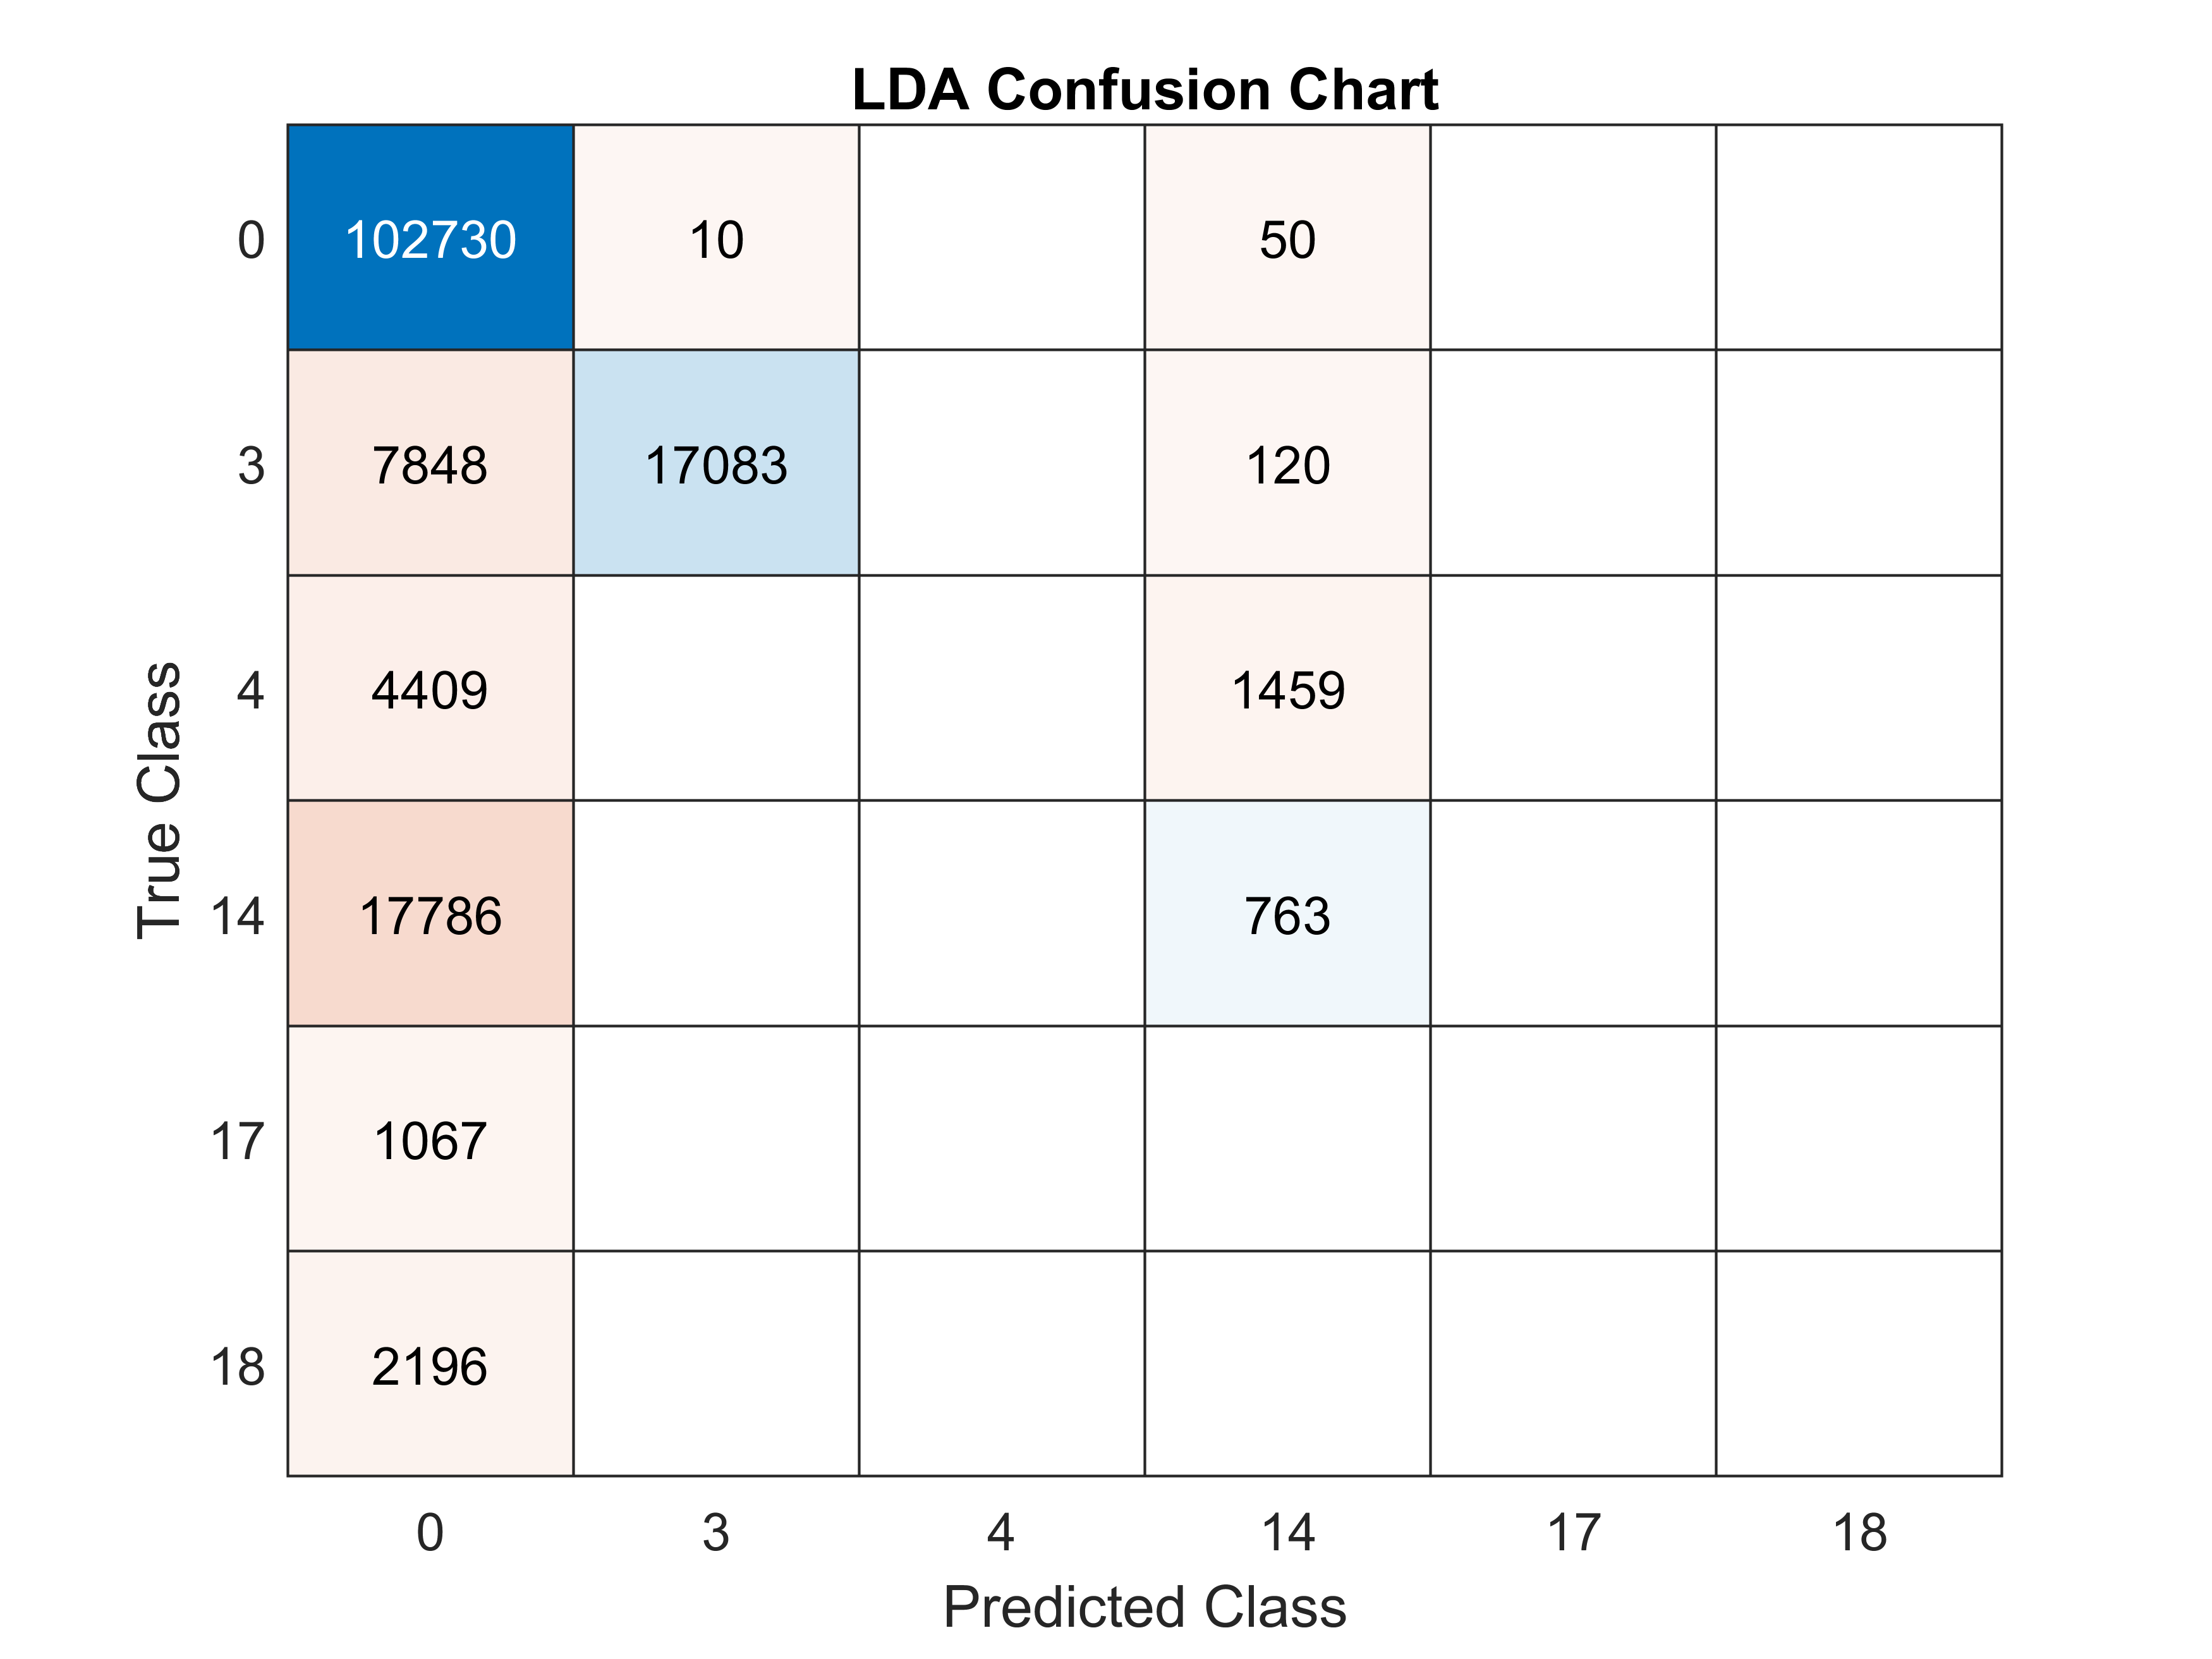 LDA Confusion Chart
0 102730 10 50
3 7848 17083 120
4 4409 1459
14 17786 763
17 1067
18 2196
0 3 4 14 17 18
Predicted Class
True Class